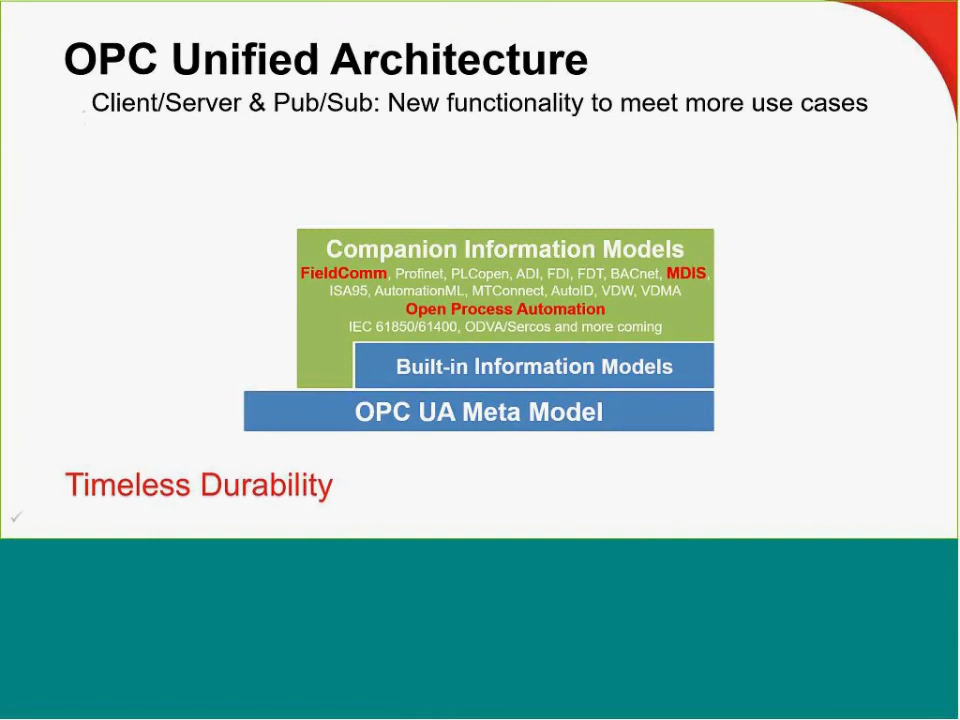 OPC Unified Architecture
Client/Server & Pub/Sub: New functionality to meet more use cases
Companion Information Models
FieldComm, Profinet, PLCopen, ADI, FDI, FDT, BACnet, MDIS,
ISA95, AutomationML, MTConnect, AutoID, VDW, VDMA
Open Process Automation
IEC 61850/61400, ODVA/Sercos and more coming
Built-in Information Models
OPC UA Meta Model
Timeless Durability